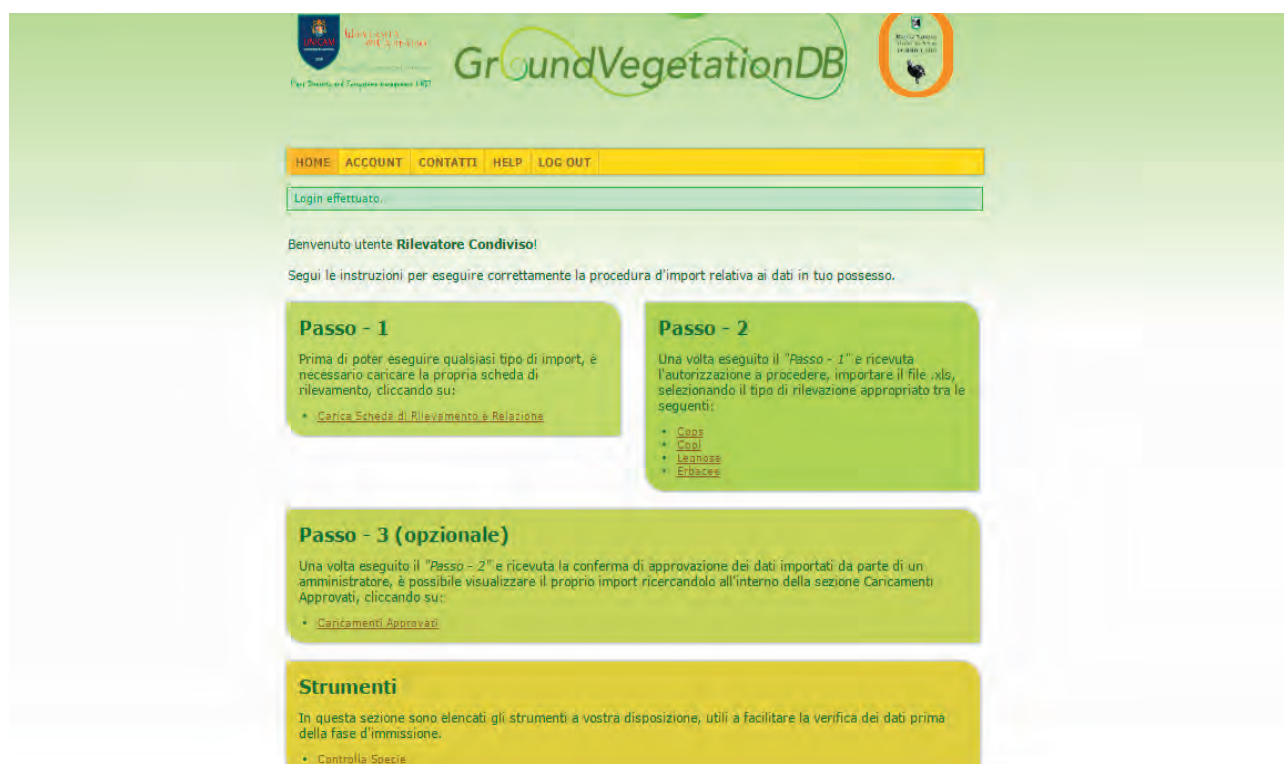 UNICAM
GroundVegetationDB
HOME ACCOUNT CONTATTI HELP LOG OUT
Login effettuato.
Benvenuto utente Rilevatore Condiviso!
Segui le instruzioni per eseguire correttamente la procedura d'import relativa ai dati in tuo possesso.
Passo - 1
Prima di poter eseguire qualsiasi tipo di import, è
necessario caricare la propria scheda di
rilevamento, cliccando su:
• Carica Scheda di Rilevamento e Relazione
Passo - 2
Una volta eseguito il "Passo - 1" e ricevuta
l'autorizzazione a procedere, importare il file .xls,
selezionando il tipo di rilevazione appropriato tra le
seguenti:
• Cops
• Copl
• Legnose
• Erbacee
Passo - 3 (opzionale)
Una volta eseguito il "Passo - 2" e ricevuta la conferma di approvazione dei dati importati da parte di un
amministratore, è possibile visualizzare il proprio import ricercandolo all'interno della sezione Caricamenti
Approvati, cliccando su:
• Caricamenti Approvati
Strumenti
In questa sezione sono elencati gli strumenti a vostra disposizione, utili a facilitare la verifica dei dati prima
della fase d'immissione.
• Controlla Specie